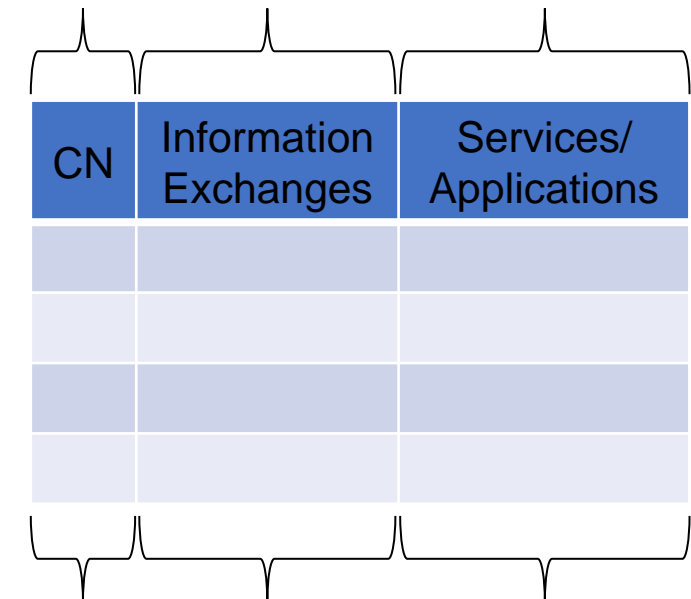 CN
Information
Exchanges
Services/
Applications